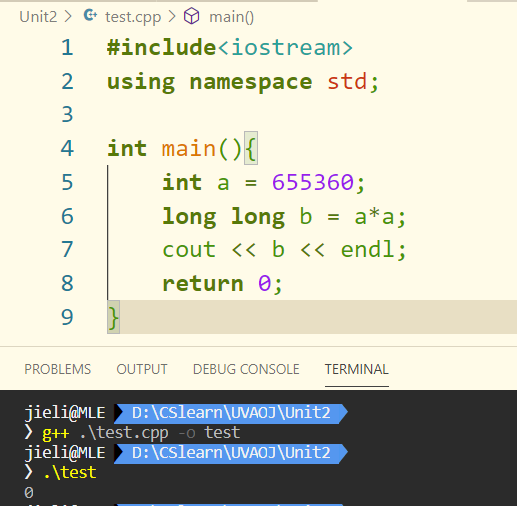 Unit2 > test.cpp > main()
1 #include<iostream>
2 using namespace std;
3
4 int main(){
5     int a = 655360;
6     long long b = a*a;
7     cout << b << endl;
8     return 0;
9 }
PROBLEMS OUTPUT DEBUG CONSOLE TERMINAL
jieli@MLE D:\CSlearn\UVAOJ\Unit2
❯ g++ .\test.cpp -o test
jieli@MLE D:\CSlearn\UVAOJ\Unit2
❯ .\test
0